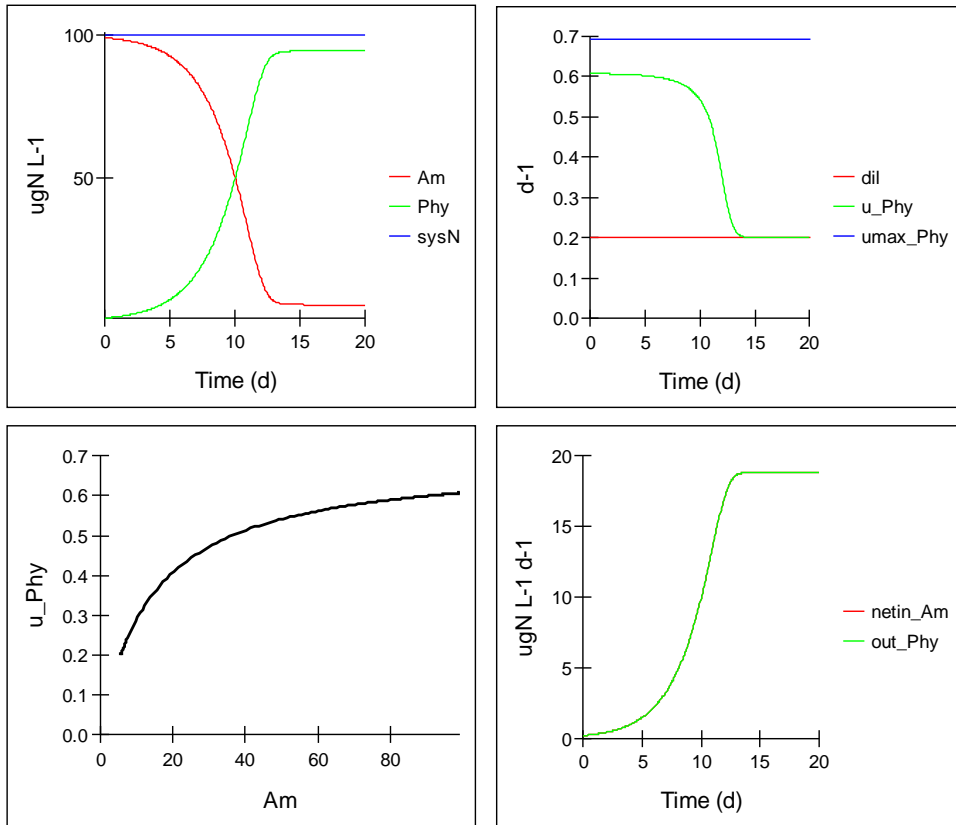 100
50
ugN L-1
0 5 10 15 20
Time (d)
Am
Phy
sysN
0.7
0.6
0.5
0.4
0.3
0.2
0.1
0.0
d-1
0 5 10 15 20
Time (d)
dil
u_Phy
umax_Phy
0.7
0.6
0.5
0.4
0.3
0.2
0.1
0.0
u_Phy
0 20 40 60 80
Am
20
15
10
5
0
ugN L-1 d-1
0 5 10 15 20
Time (d)
netin_Am
out_Phy